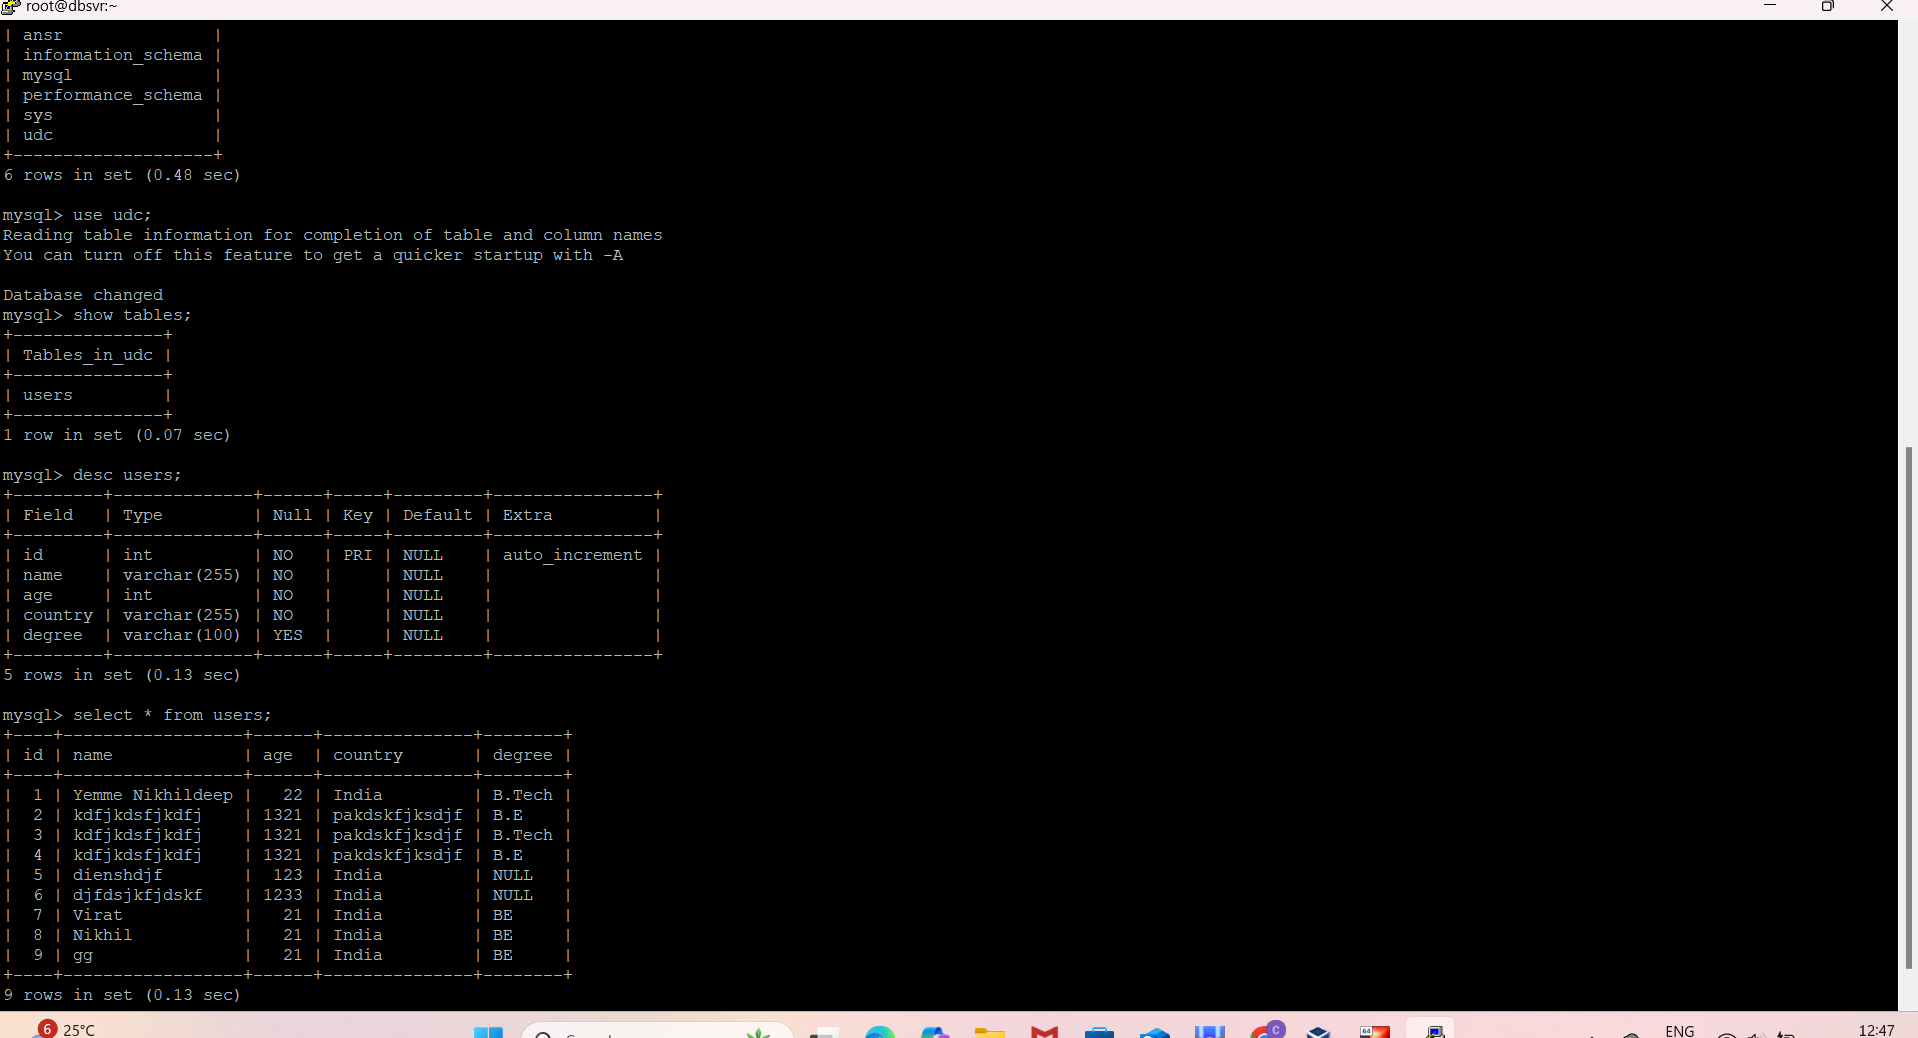 root@dbsvr:~
| ansr               |
| information_schema |
| mysql              |
| performance_schema |
| sys                |
| udc                |
+--------------------+
6 rows in set (0.48 sec)
mysql> use udc;
Reading table information for completion of table and column names
You can turn off this feature to get a quicker startup with -A
Database changed
mysql> show tables;
+---------------+
| Tables_in_udc |
+---------------+
| users         |
+---------------+
1 row in set (0.07 sec)
mysql> desc users;
+---------+--------------+------+-----+---------+----------------+
| Field   | Type         | Null | Key | Default | Extra          |
+---------+--------------+------+-----+---------+----------------+
| id      | int          | NO   | PRI | NULL    | auto_increment |
| name    | varchar(255) | NO   |     | NULL    |                |
| age     | int          | NO   |     | NULL    |                |
| country | varchar(255) | NO   |     | NULL    |                |
| degree  | varchar(100) | YES  |     | NULL    |                |
+---------+--------------+------+-----+---------+----------------+
5 rows in set (0.13 sec)
mysql> select * from users;
+----+------------------+------+---------------+--------+
| id | name             | age  | country       | degree |
+----+------------------+------+---------------+--------+
|  1 | Yemme Nikhildeep |   22 | India         | B.Tech |
|  2 | kdfjkdsfjkdfj    | 1321 | pakdskfjksdjf | B.E    |
|  3 | kdfjkdsfjkdfj    | 1321 | pakdskfjksdjf | B.Tech |
|  4 | kdfjkdsfjkdfj    | 1321 | pakdskfjksdjf | B.E    |
|  5 | dienshdjf        |  123 | India         | NULL   |
|  6 | djfdsjkfjdskf    | 1233 | India         | NULL   |
|  7 | Virat            |   21 | India         | BE     |
|  8 | Nikhil           |   21 | India         | BE     |
|  9 | gg               |   21 | India         | BE     |
+----+------------------+------+---------------+--------+
9 rows in set (0.13 sec)
6 25°C 64 C ENG 12:47